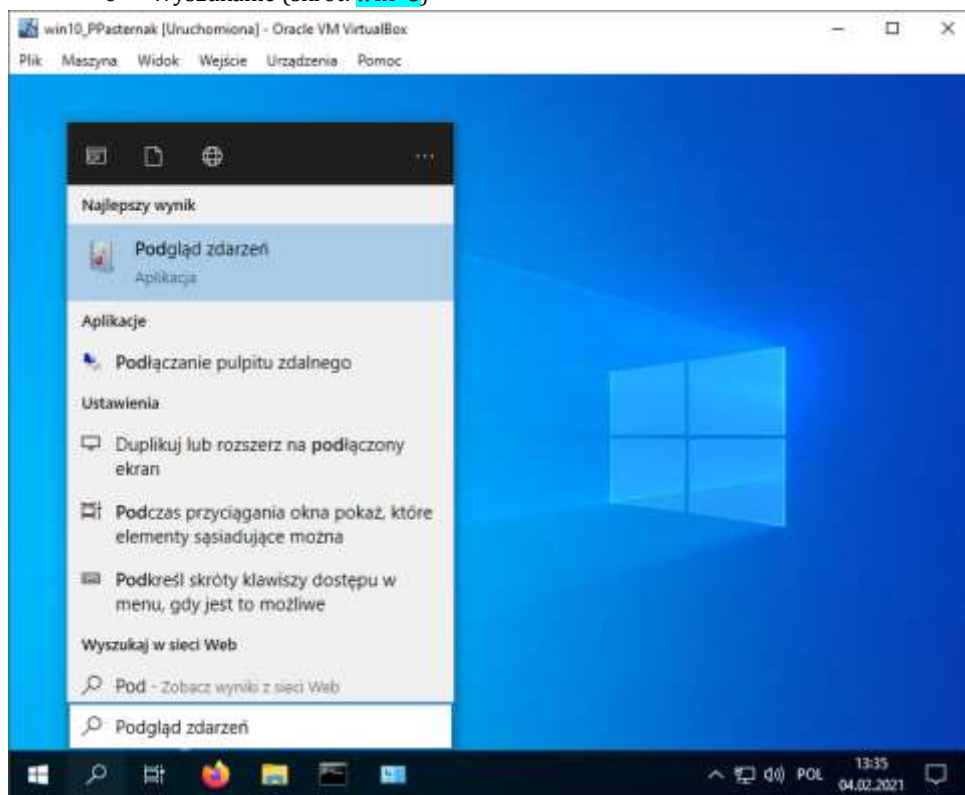 win10_PPasternak [Uruchomiona] - Oracle VM VirtualBox
Plik Maszyna Widok Wejście Urządzenia Pomoc
Najlepszy wynik
Podgląd zdarzeń
Aplikacja
Aplikacje
Podłączanie pulpitu zdalnego
Ustawienia
Duplikuj lub rozszerz na podłączony
ekran
Podczas przyciągania okna pokaż, które
elementy sąsiadujące można
Podkreśl skróty klawiszy dostępu w
menu, gdy jest to możliwe
Wyszukaj w sieci Web
Pod - Zobacz wyniki z sieci Web
Podgląd zdarzeń
POL
13:35
04.02.2021